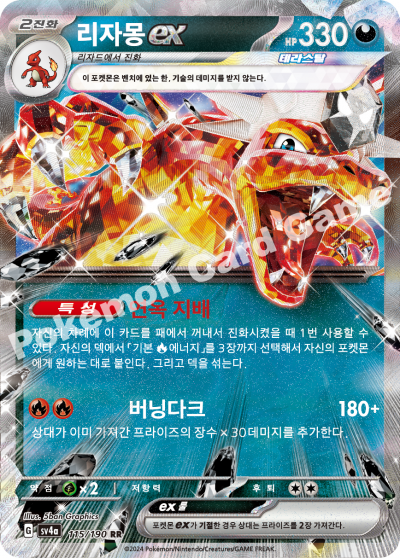 2진화
리자몽 ex
HP 330
리자드에서 진화
테라스탈
이 포켓몬은 벤치에 있는 한, 기술의 데미지를 받지 않는다.
Pokémon Card Game
특성 연옥 지배
자신의 차례에 이 카드를 패에서 꺼내서 진화시켰을 때 1번 사용할 수
있다. 자신의 덱에서 「기본 에너지」를 3장까지 선택해서 자신의 포켓몬
에게 원하는 대로 붙인다. 그리고 덱을 섞는다.
버닝다크 180+
상대가 이미 가져간 프라이즈의 장수 × 30데미지를 추가한다.
약점 × 2 저항력 후퇴
Illus. 5ban Graphics
G sv4a 115/190 RR
ex 룰
포켓몬 ex가 기절한 경우 상대는 프라이즈를 2장 가져간다.
©2024 Pokémon/Nintendo/Creatures/GAME FREAK.